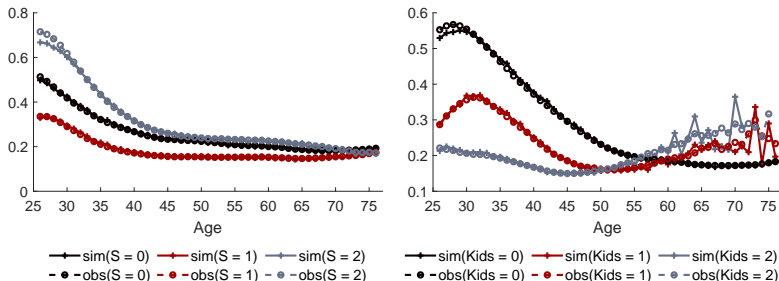 0.8
0.6
0.4
0.2
0
25 30 35 40 45 50 55 60 65 70 75
Age
sim(S = 0) sim(S = 1) sim(S = 2)
obs(S = 0) obs(S = 1) obs(S = 2)
0.6
0.5
0.4
0.3
0.2
0.1
25 30 35 40 45 50 55 60 65 70 75
Age
sim(Kids = 0) sim(Kids = 1) sim(Kids = 2)
obs(Kids = 0) obs(Kids = 1) obs(Kids = 2)